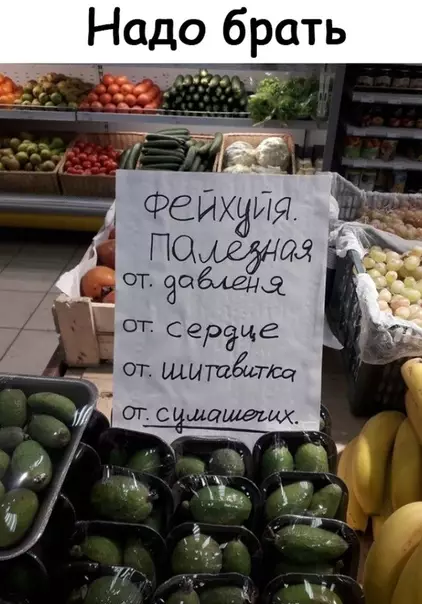 Надо брать
Фейхуйя.
Палезная
от. давленя
от. сердце
от. шитавитка
от. сумашечих.